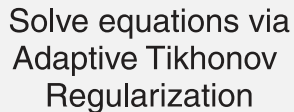 Solve equations via
Adaptive Tikhonov
Regularization